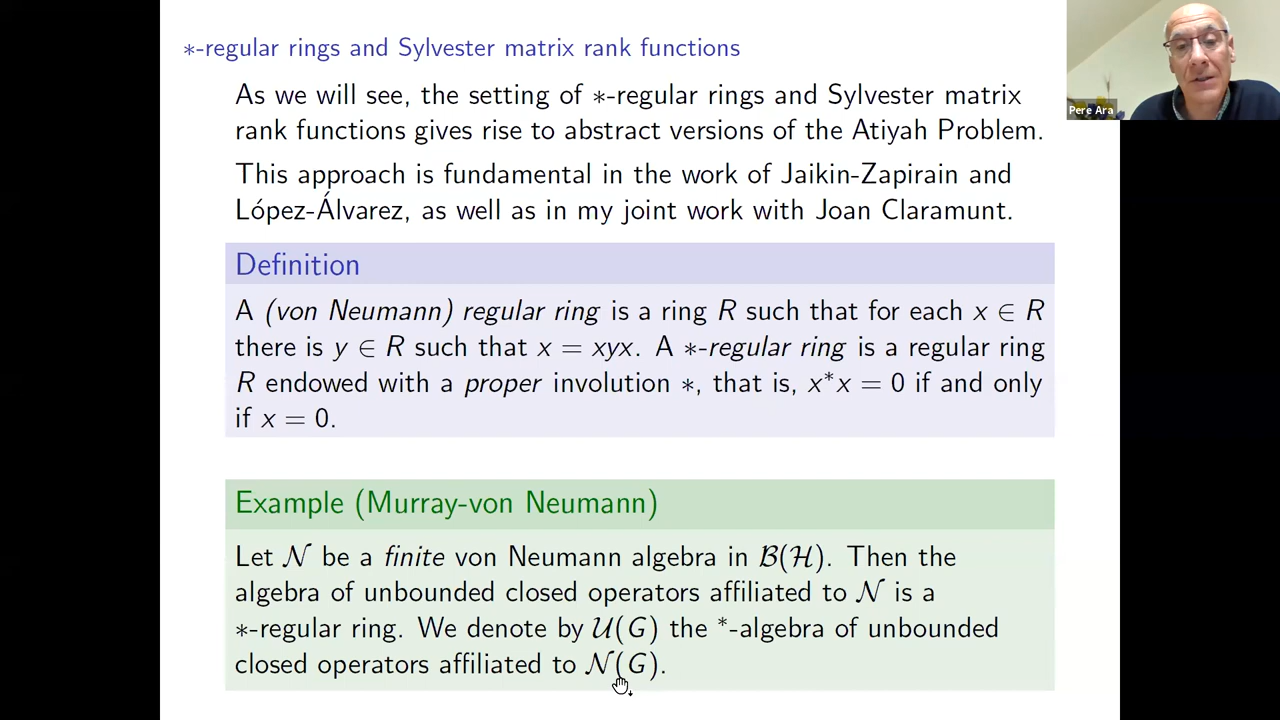 ∗-regular rings and Sylvester matrix rank functions
As we will see, the setting of ∗-regular rings and Sylvester matrix
rank functions gives rise to abstract versions of the Atiyah Problem.
This approach is fundamental in the work of Jaikin-Zapirain and
López-Álvarez, as well as in my joint work with Joan Claramunt.
Definition
A (von Neumann) regular ring is a ring R such that for each x ∈ R
there is y ∈ R such that x = xyx. A ∗-regular ring is a regular ring
R endowed with a proper involution ∗, that is, x*x = 0 if and only
if x = 0.
Example (Murray-von Neumann)
Let 𝒩 be a finite von Neumann algebra in ℬ(ℋ). Then the
algebra of unbounded closed operators affiliated to 𝒩 is a
∗-regular ring. We denote by 𝒰(G) the *-algebra of unbounded
closed operators affiliated to 𝒩(G).
Pere Ara